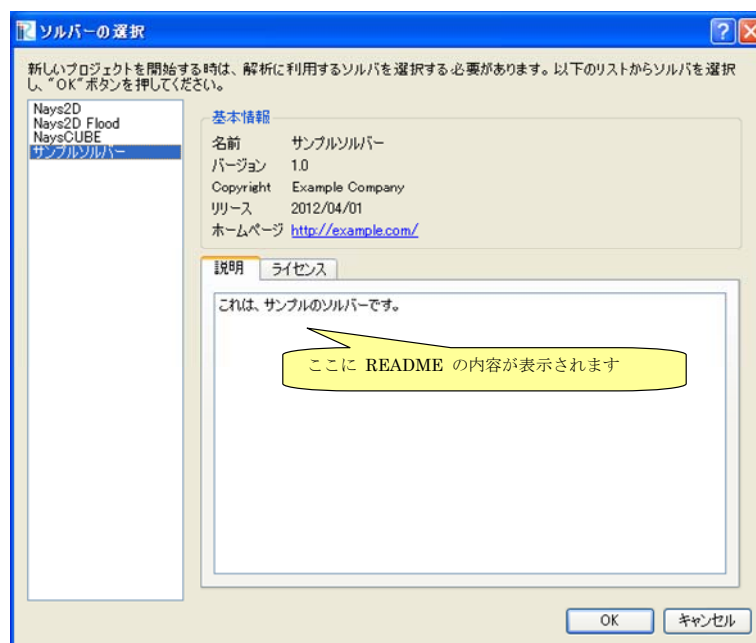 ソルバーの選択
新しいプロジェクトを開始する時は、解析に利用するソルバを選択する必要があります。以下のリストからソルバを選択
し、"OK"ボタンを押してください。
Nays2D
Nays2D Flood
NaysCUBE
サンプルソルバー
基本情報
名前 サンプルソルバー
バージョン 1.0
Copyright Example Company
リリース 2012/04/01
ホームページ http://example.com/
説明 ライセンス
これは、サンプルのソルバーです。
ここに README の内容が表示されます
OK キャンセル